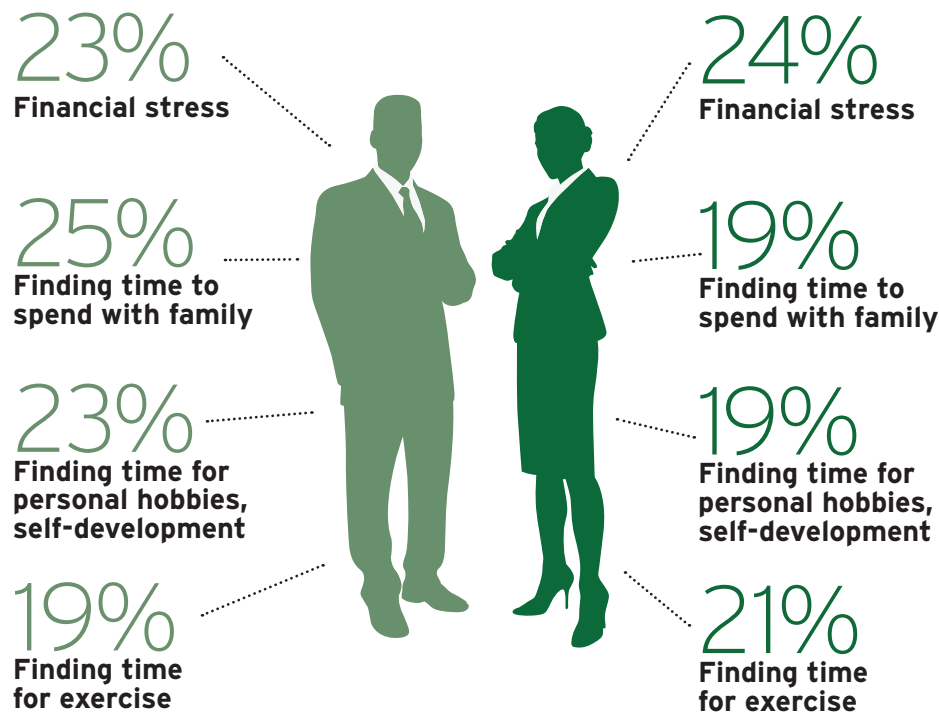 23%
Financial stress
25%
Finding time to
spend with family
23%
Finding time for
personal hobbies,
self-development
19%
Finding time
for exercise
24%
Financial stress
19%
Finding time to
spend with family
19%
Finding time for
personal hobbies,
self-development
21%
Finding time
for exercise